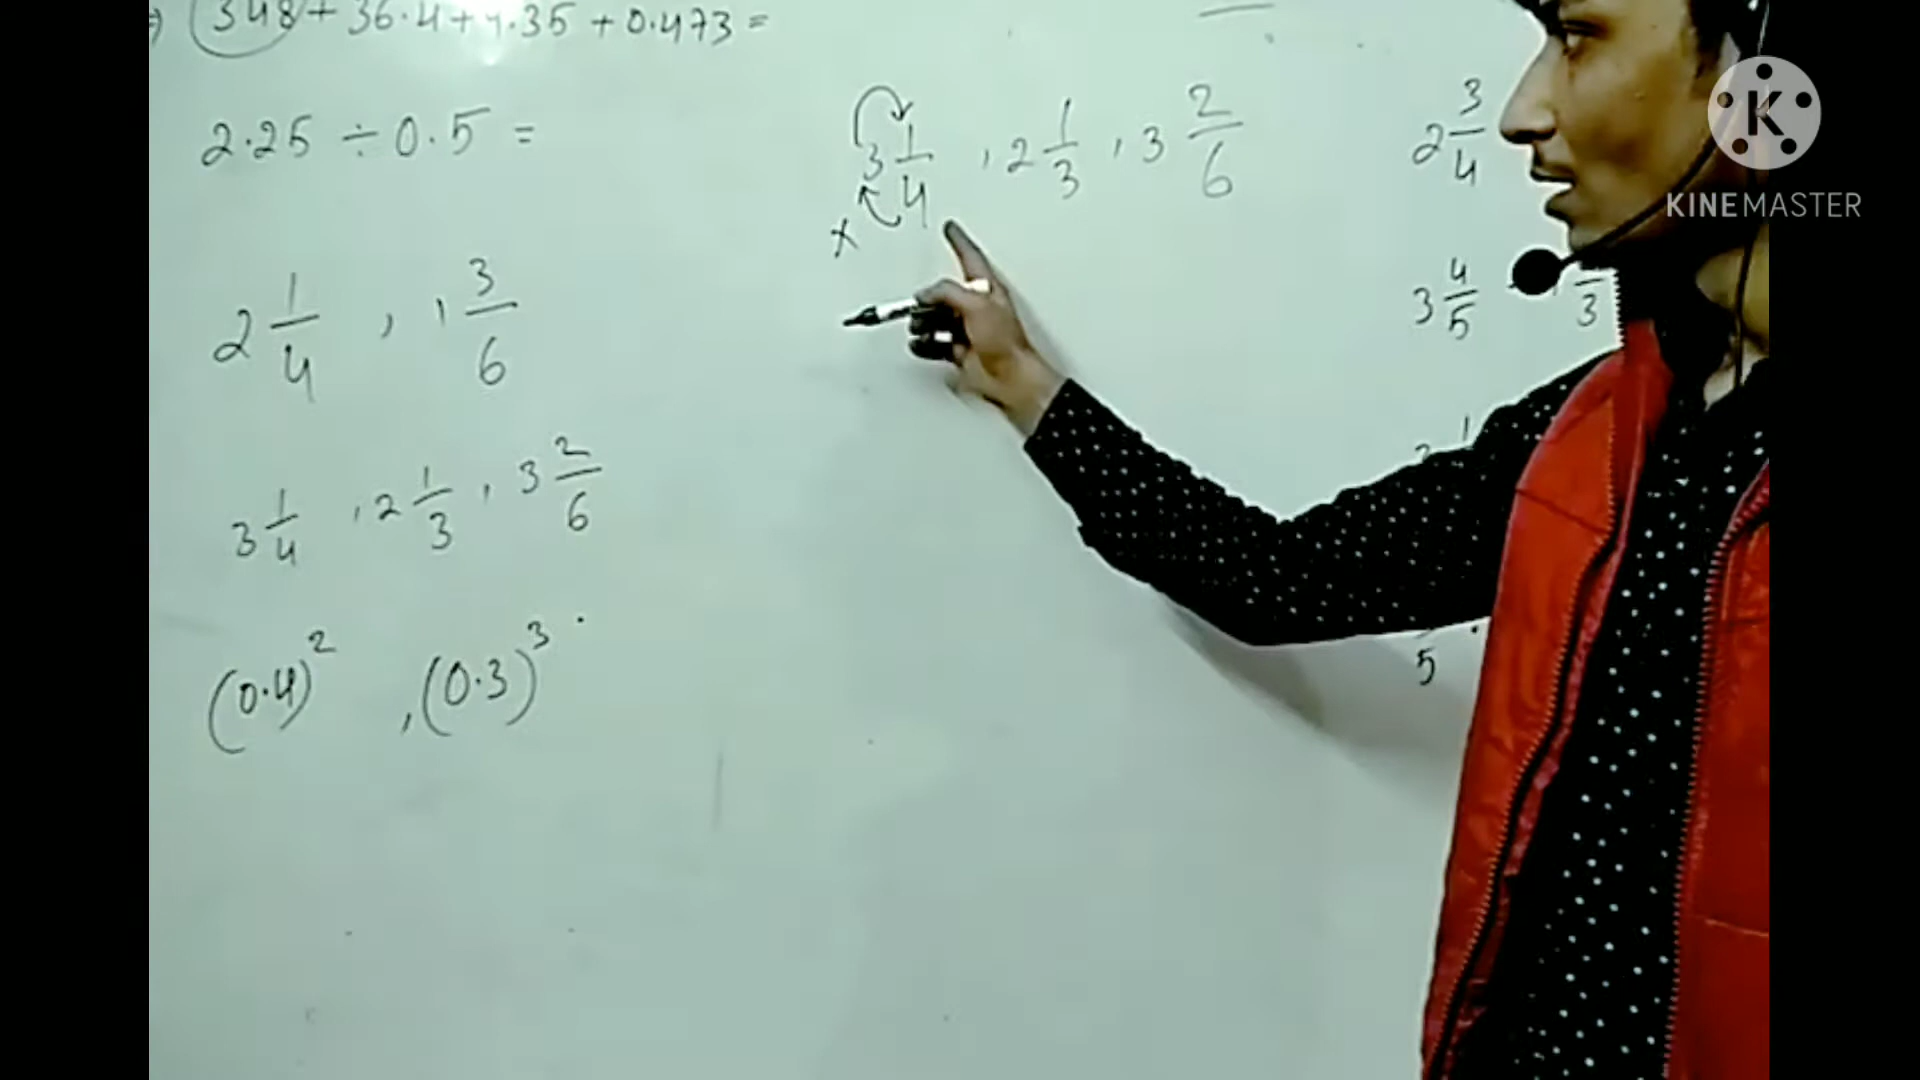 348 + 36.4 + 4.35 + 0.473 =
2.25 ÷ 0.5 =
2 1/4 , 1 3/6
3 1/4 , 2 1/3 , 3 2/6
(0.4)² , (0.3)³
3 1/4 , 2 1/3 , 3 2/6
×
2 3/4
3 4/5
3
5
K
KINEMASTER